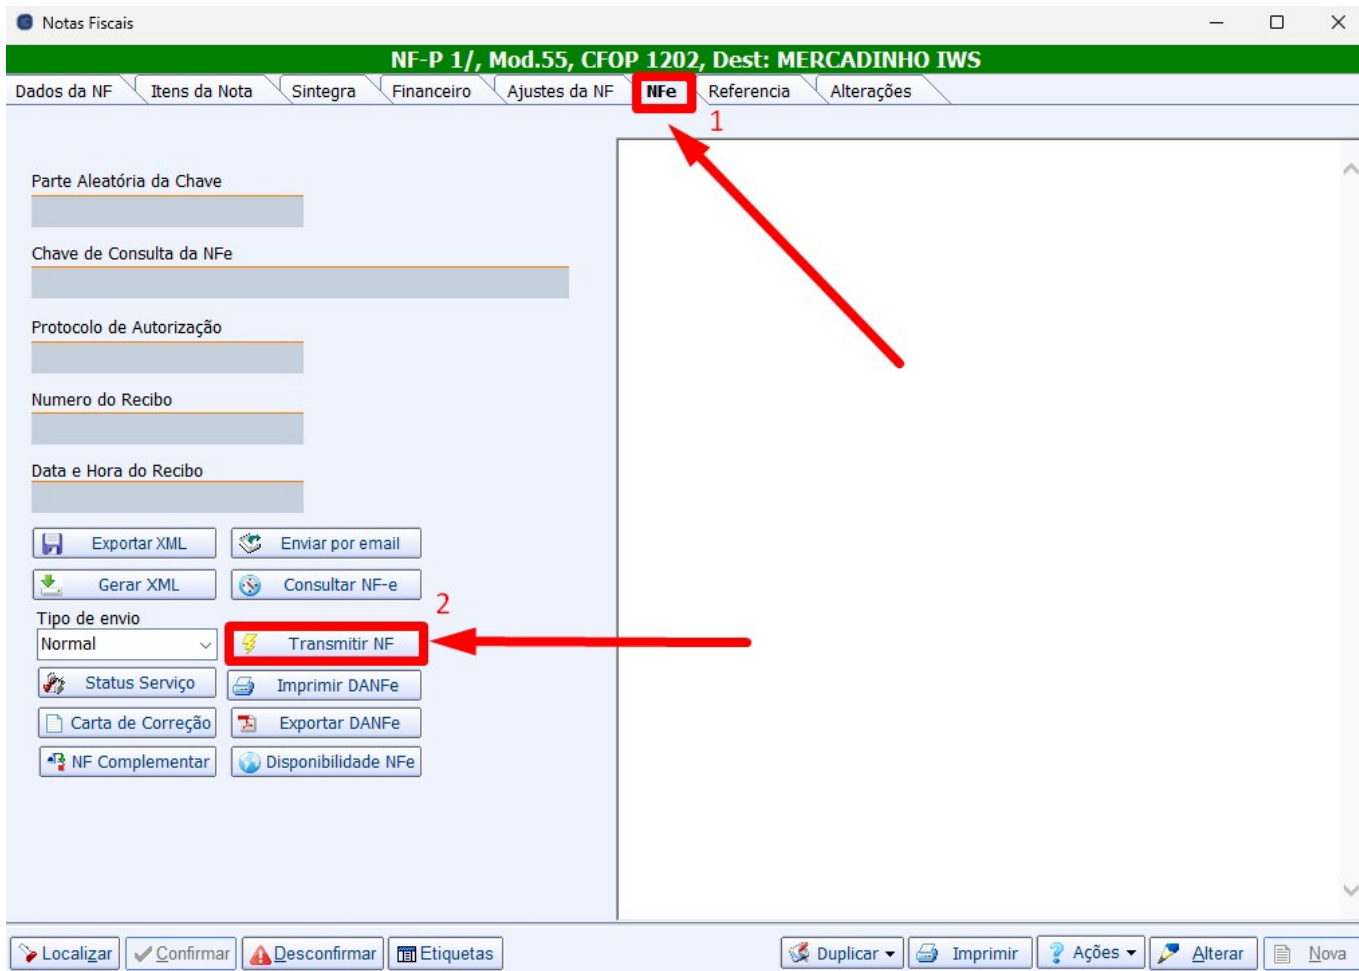 Notas Fiscais
NF-P 1/, Mod.55, CFOP 1202, Dest: MERCADINHO IWS
Dados da NF Itens da Nota Sintegra Financeiro Ajustes da NF NFe Referencia Alterações
1
Parte Aleatória da Chave
Chave de Consulta da NFe
Protocolo de Autorização
Numero do Recibo
Data e Hora do Recibo
Exportar XML Enviar por email
Gerar XML Consultar NF-e
Tipo de envio 2
Normal Transmitir NF
Status Serviço Imprimir DANFe
Carta de Correção Exportar DANFe
NF Complementar Disponibilidade NFe
Localizar Confirmar Desconfirmar Etiquetas Duplicar Imprimir Ações Alterar Nova